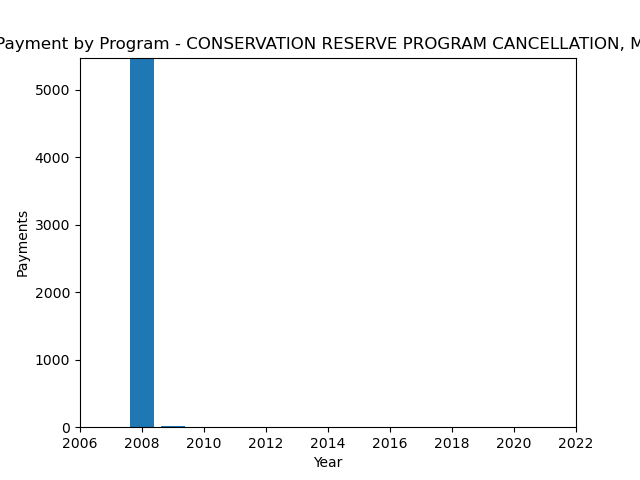 Payment by Program - CONSERVATION RESERVE PROGRAM CANCELLATION, M
5000
4000
3000
2000
1000
0
Payments
2006 2008 2010 2012 2014 2016 2018 2020 2022
Year